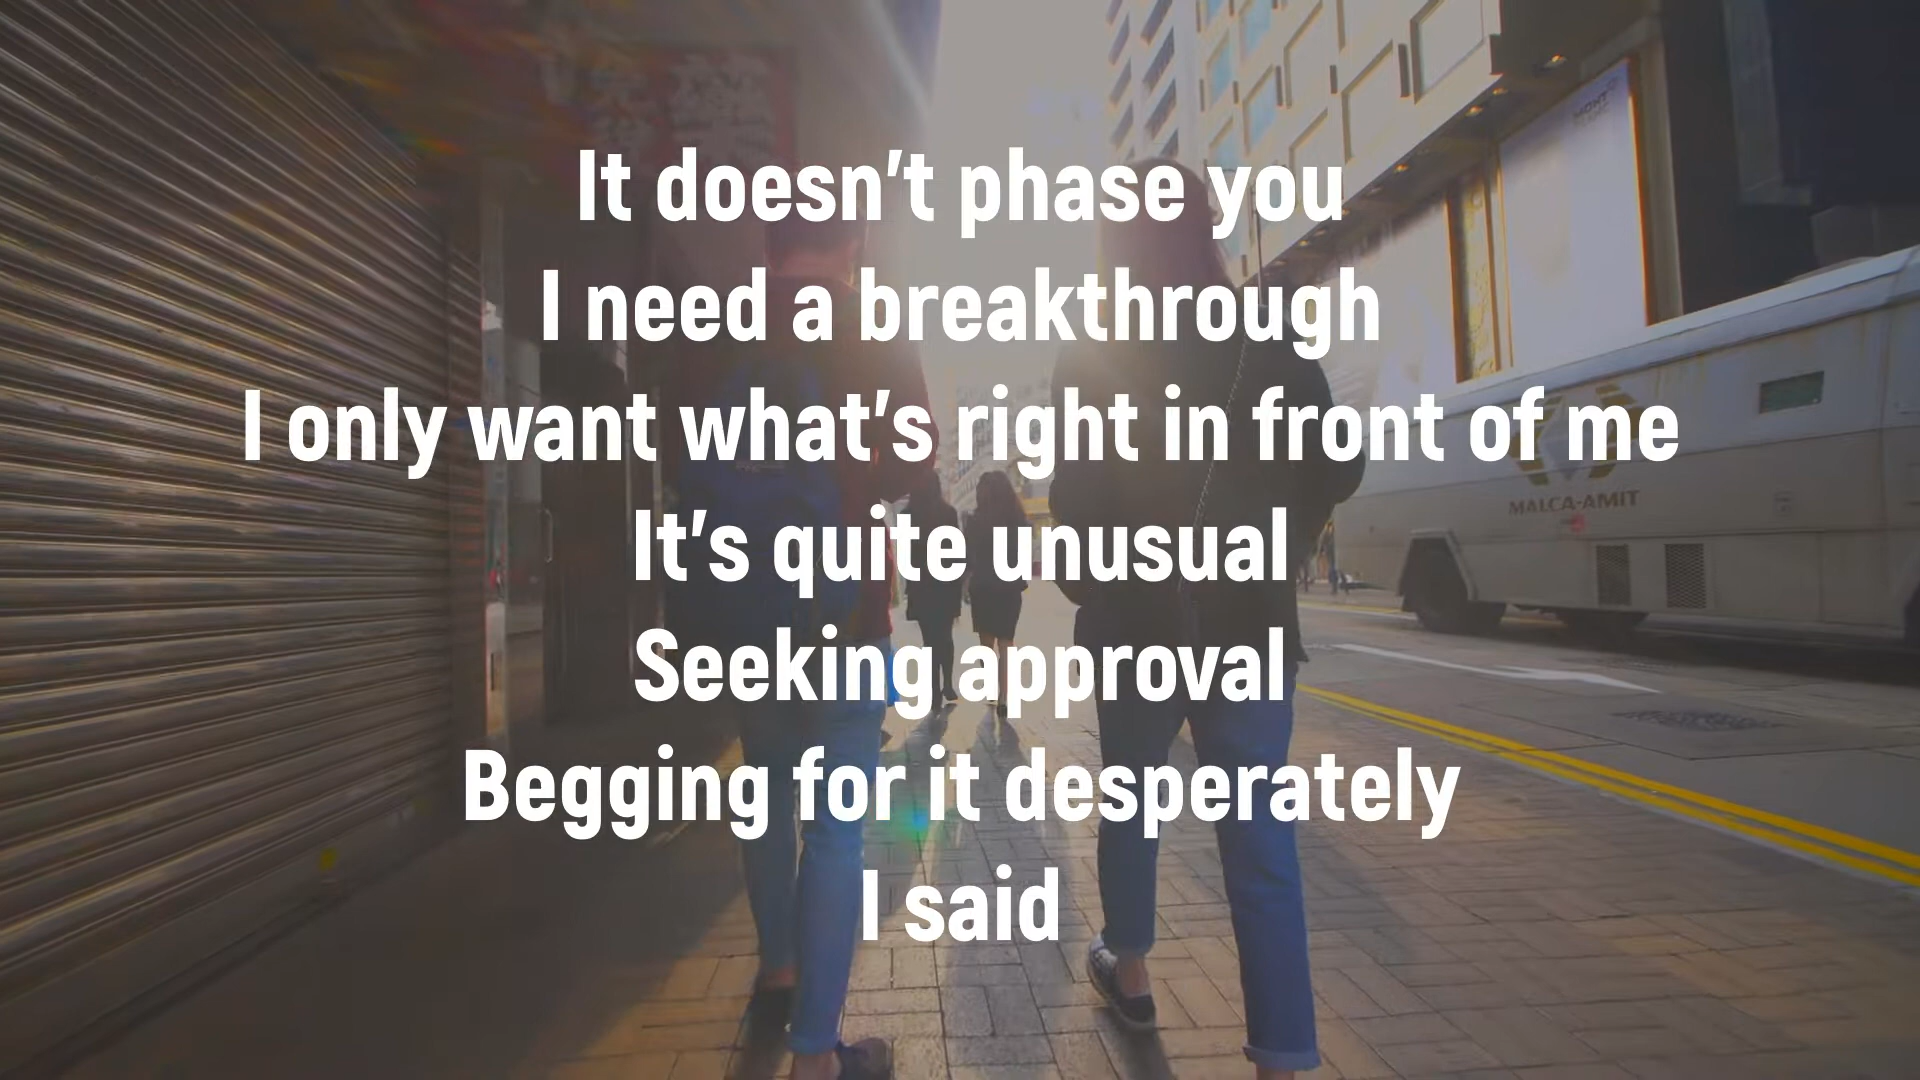 It doesn't phase you
I need a breakthrough
I only want what's right in front of me
It's quite unusual
Seeking approval
Begging for it desperately
I said
MALCA-AMIT